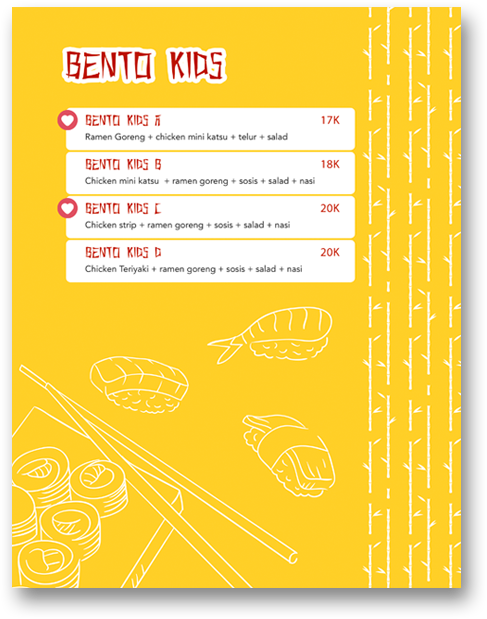 BENTO KIDS
BENTO KIDS A 17K
Ramen Goreng + chicken mini katsu + telur + salad
BENTO KIDS B 18K
Chicken mini katsu + ramen goreng + sosis + salad + nasi
BENTO KIDS C 20K
Chicken strip + ramen goreng + sosis + salad + nasi
BENTO KIDS D 20K
Chicken Teriyaki + ramen goreng + sosis + salad + nasi